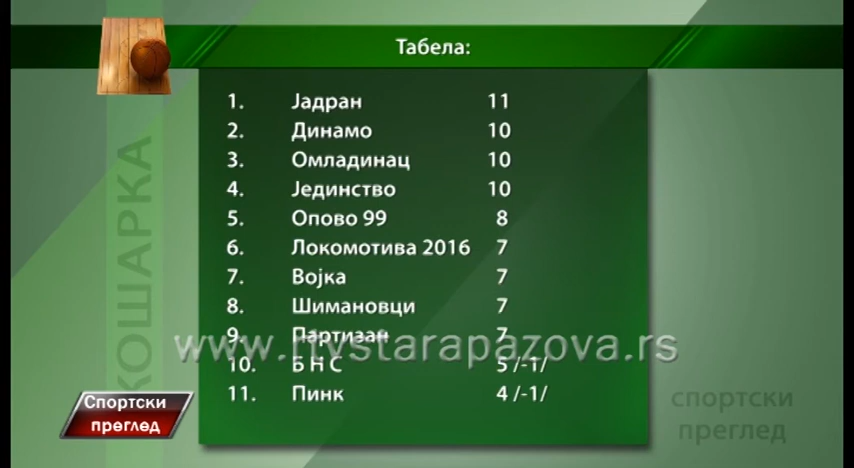 Табела:
КОШАРКА
1. Јадран 11
2. Динамо 10
3. Омладинац 10
4. Јединство 10
5. Опово 99 8
6. Локомотива 2016 7
7. Војка 7
8. Шимановци 7
9. Партизан 7
www.rtvstarapazova.rs
10. Б Н С 5 /-1/
11. Пинк 4 /-1/
Спортски
преглед
спортски
преглед